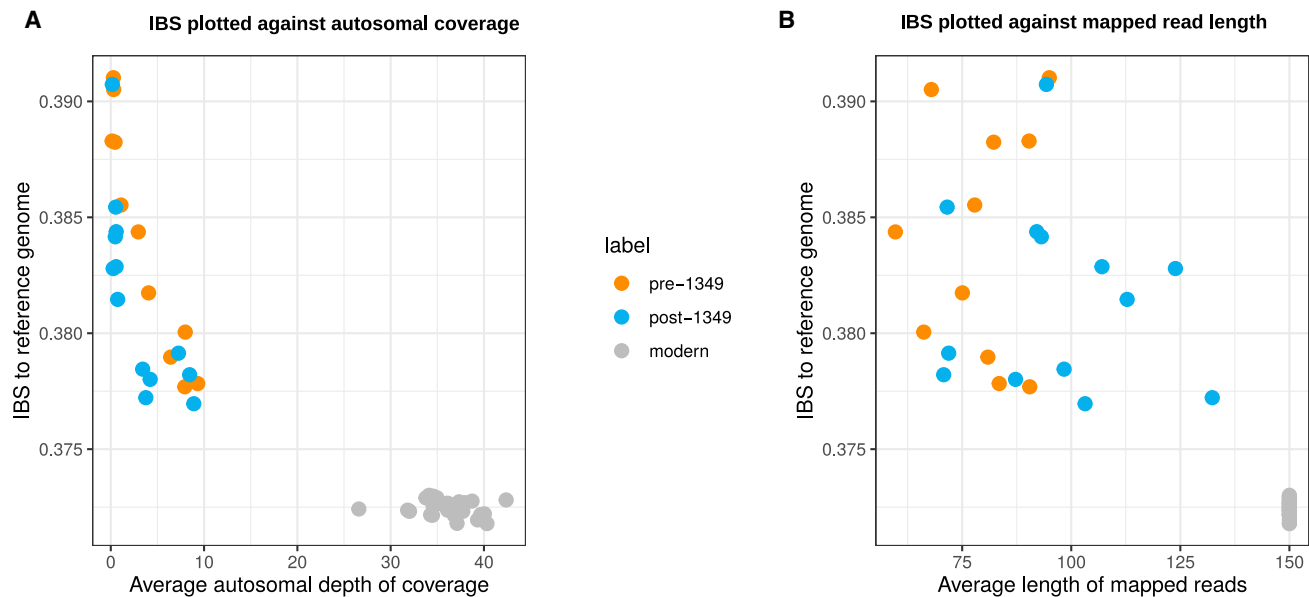 A
IBS plotted against autosomal coverage
IBS to reference genome
0.390
0.385
0.380
0.375
0
10
20
30
40
Average autosomal depth of coverage
label
pre−1349
post−1349
modern
B
IBS plotted against mapped read length
IBS to reference genome
0.390
0.385
0.380
0.375
75
100
125
150
Average length of mapped reads